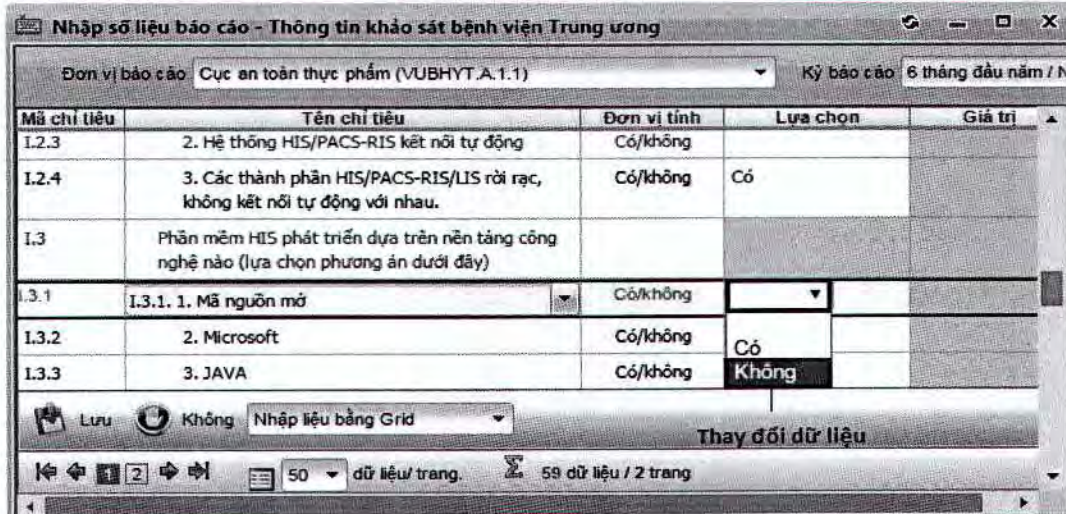 Nhập số liệu báo cáo - Thông tin khảo sát bệnh viện Trung ương
Đơn vị báo cáo Cục an toàn thực phẩm (VUBHYT.A.1.1) Kỳ báo cáo 6 tháng đầu năm / N
Mã chỉ tiêu Tên chỉ tiêu Đơn vị tính Lựa chọn Giá trị
I.2.3 2. Hệ thống HIS/PACS-RIS kết nối tự động Có/không
I.2.4 3. Các thành phần HIS/PACS-RIS/LIS rời rạc, Có/không Có
không kết nối tự động với nhau.
I.3 Phần mềm HIS phát triển dựa trên nền tảng công
nghệ nào (lựa chọn phương án dưới đây)
I.3.1 I.3.1. 1. Mã nguồn mở Có/không
I.3.2 2. Microsoft Có/không Có
I.3.3 3. JAVA Có/không Không
Lưu Không Nhập liệu bằng Grid Thay đổi dữ liệu
1 2 50 dữ liệu/ trang. Σ 59 dữ liệu / 2 trang